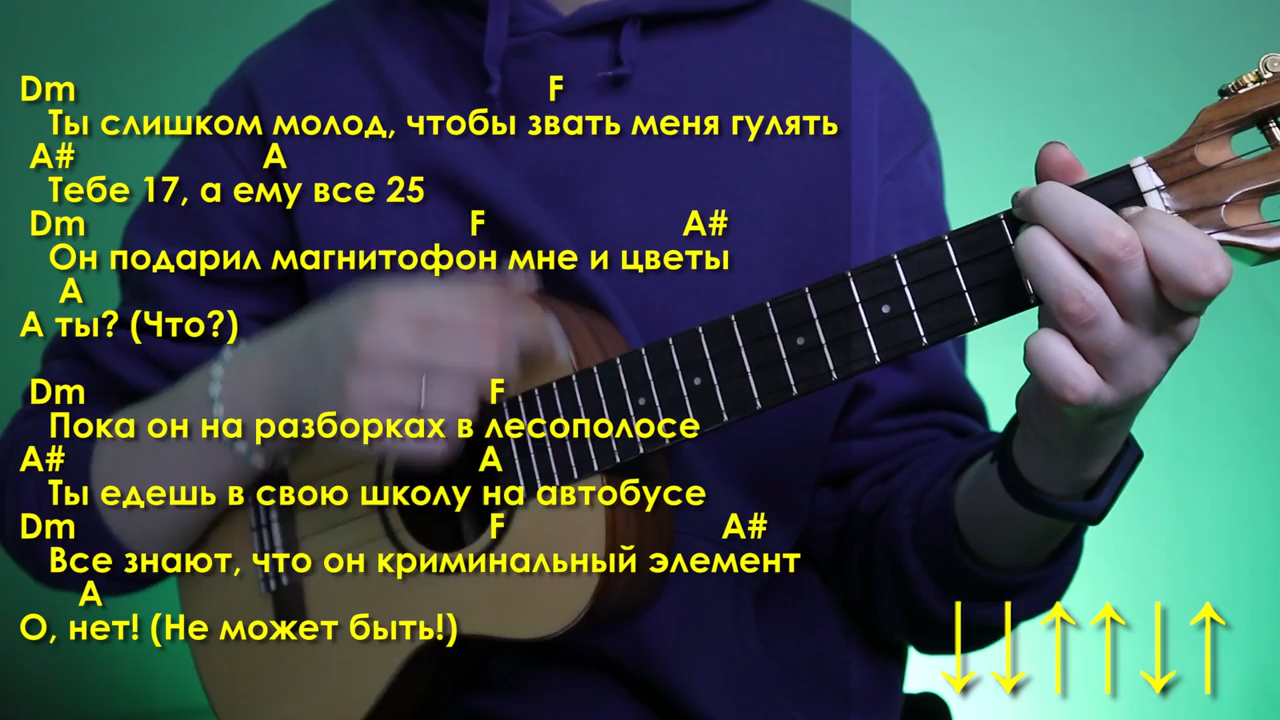 Dm F
Ты слишком молод, чтобы звать меня гулять
A# A
Тебе 17, а ему все 25
Dm F A#
Он подарил магнитофон мне и цветы
A
А ты? (Что?)
Dm F
Пока он на разборках в лесополосе
A# A
Ты едешь в свою школу на автобусе
Dm F A#
Все знают, что он криминальный элемент
A
О, нет! (Не может быть!)
↓↓↑↑↓↑